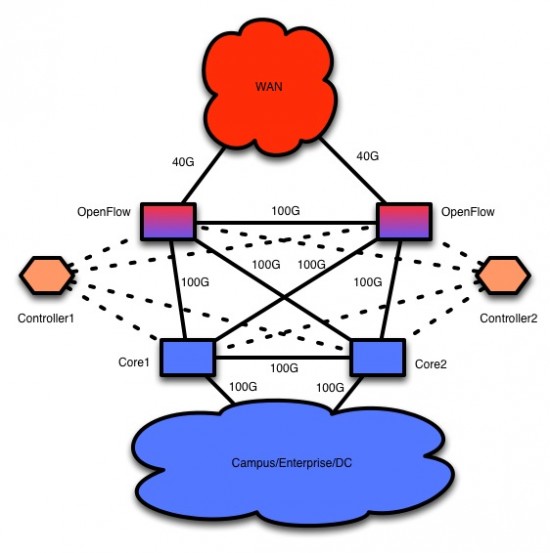 WAN
40G
40G
OpenFlow
100G
OpenFlow
100G
100G
100G
100G
Controller1
Controller2
Core1
100G
Core2
100G
100G
Campus/Enterprise/DC